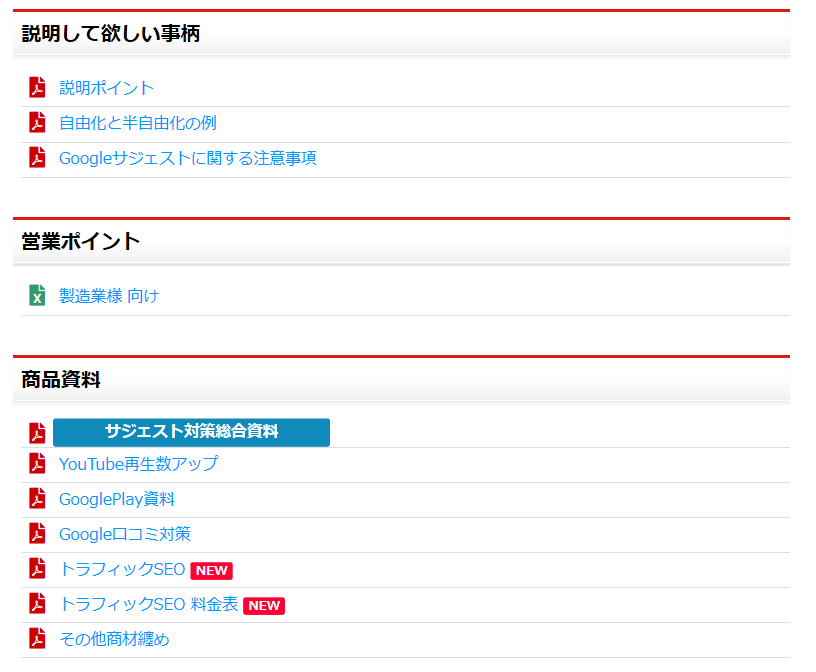 説明して欲しい事柄
説明ポイント
自由化と半自由化の例
Googleサジェストに関する注意事項
営業ポイント
製造業様 向け
商品資料
サジェスト対策総合資料
YouTube再生数アップ
GooglePlay資料
Google口コミ対策
トラフィックSEO NEW
トラフィックSEO 料金表 NEW
その他商材纏め